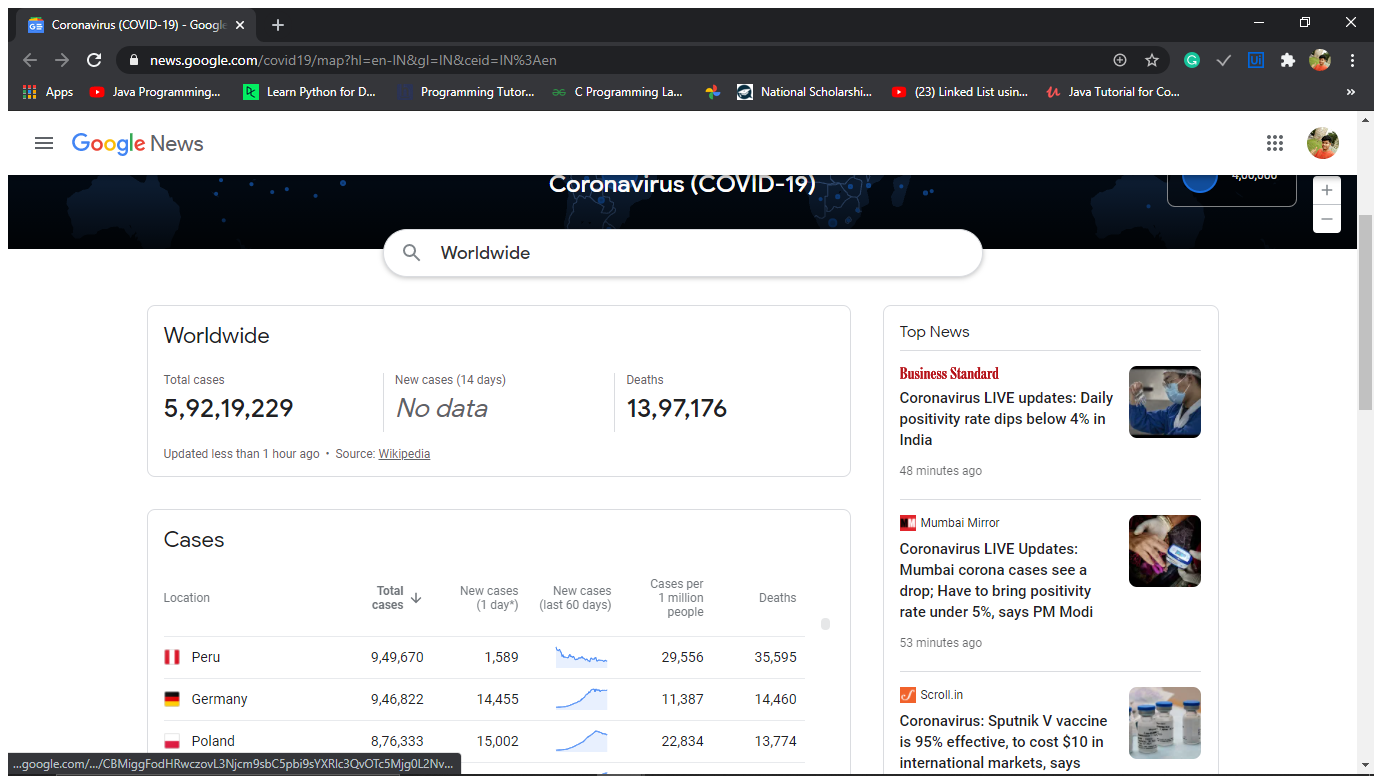 Coronavirus (COVID-19) - Google
news.google.com/covid19/map?hl=en-IN&gl=IN&ceid=IN%3Aen
Apps
Java Programming...
Learn Python for D...
Programming Tutor...
C Programming La...
National Scholarshi...
(23) Linked List usin...
Java Tutorial for Co...
»
Google News
Coronavirus (COVID-19)
4,00,000
+
−
Worldwide
Worldwide
Total cases
5,92,19,229
New cases (14 days)
No data
Deaths
13,97,176
Updated less than 1 hour ago • Source: Wikipedia
Cases
Location
Total
cases
New cases
(1 day*)
New cases
(last 60 days)
Cases per
1 million
people
Deaths
Peru 9,49,670 1,589 29,556 35,595
Germany 9,46,822 14,455 11,387 14,460
Poland 8,76,333 15,002 22,834 13,774
Top News
Business Standard
Coronavirus LIVE updates: Daily
positivity rate dips below 4% in
India
48 minutes ago
Mumbai Mirror
Coronavirus LIVE Updates:
Mumbai corona cases see a
drop; Have to bring positivity
rate under 5%, says PM Modi
53 minutes ago
Scroll.in
Coronavirus: Sputnik V vaccine
is 95% effective, to cost $10 in
international markets, says